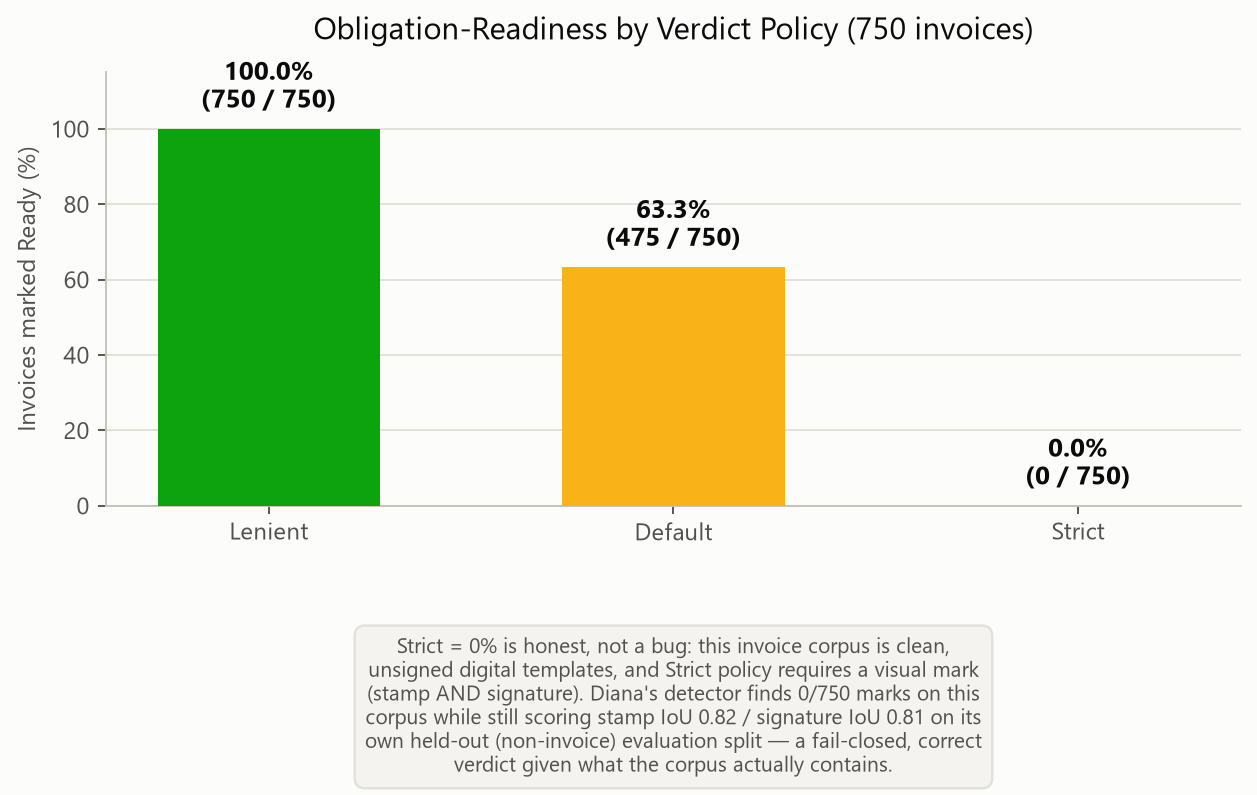 Obligation-Readiness by Verdict Policy (750 invoices)
100.0%
(750 / 750)
63.3%
(475 / 750)
0.0%
(0 / 750)
Invoices marked Ready (%)
100
80
60
40
20
0
Lenient
Default
Strict
Strict = 0% is honest, not a bug: this invoice corpus is clean,
unsigned digital templates, and Strict policy requires a visual mark
(stamp AND signature). Diana's detector finds 0/750 marks on this
corpus while still scoring stamp IoU 0.82 / signature IoU 0.81 on its
own held-out (non-invoice) evaluation split — a fail-closed, correct
verdict given what the corpus actually contains.